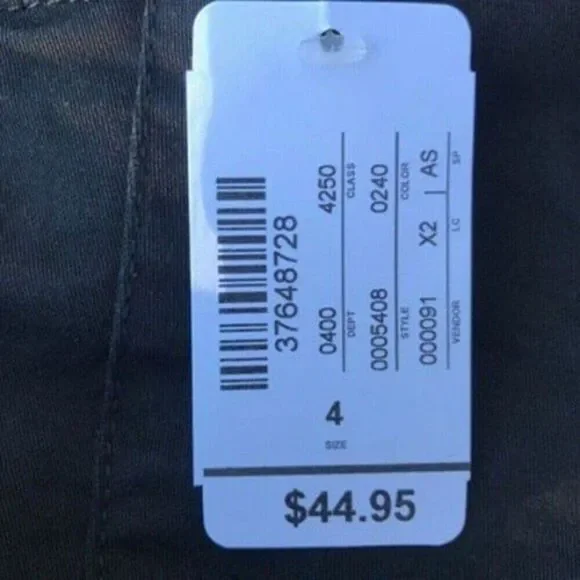 37648728
0400 4250
DEPT CLASS
0005408 0240
STYLE COLOR
000091 X2 AS
VENDOR LC SP
4
SIZE
$44.95